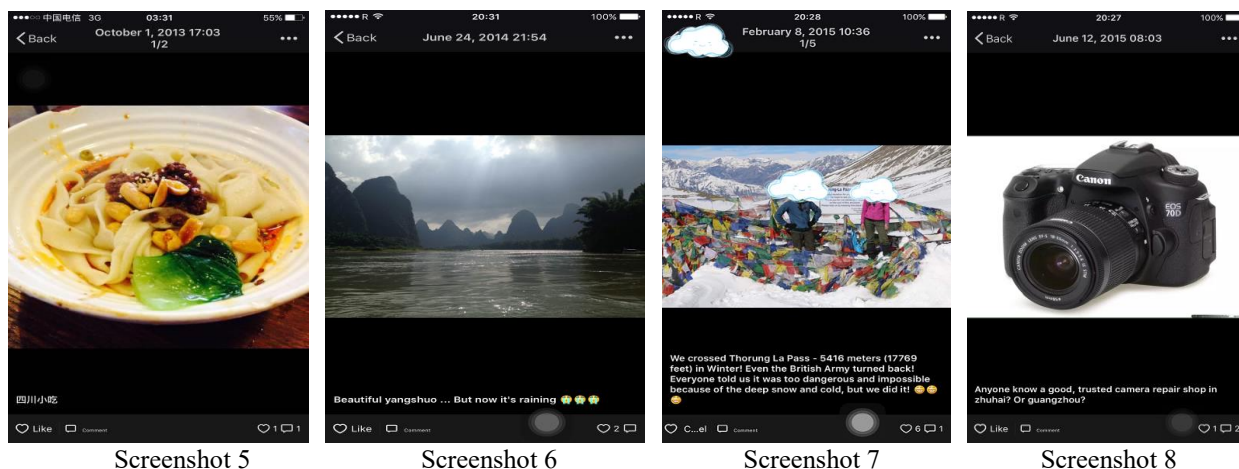 中国电信 3G 03:31 55%
Back October 1, 2013 17:03
1/2
四川小吃
Like Comment 1 1
Screenshot 5
R 20:31 100%
Back June 24, 2014 21:54
Beautiful yangshuo ... But now it's raining
Like Comment 2
Screenshot 6
R 20:28 100%
February 8, 2015 10:36
1/5
We crossed Thorung La Pass - 5416 meters (17769
feet) in Winter! Even the British Army turned back!
Everyone told us it was too dangerous and impossible
because of the deep snow and cold, but we did it!
C...el Comment 6 1
Screenshot 7
R 20:27 100%
Back June 12, 2015 08:03
Canon
EOS
70D
Anyone know a good, trusted camera repair shop in
zhuhai? Or guangzhou?
Like Comment 1 2
Screenshot 8